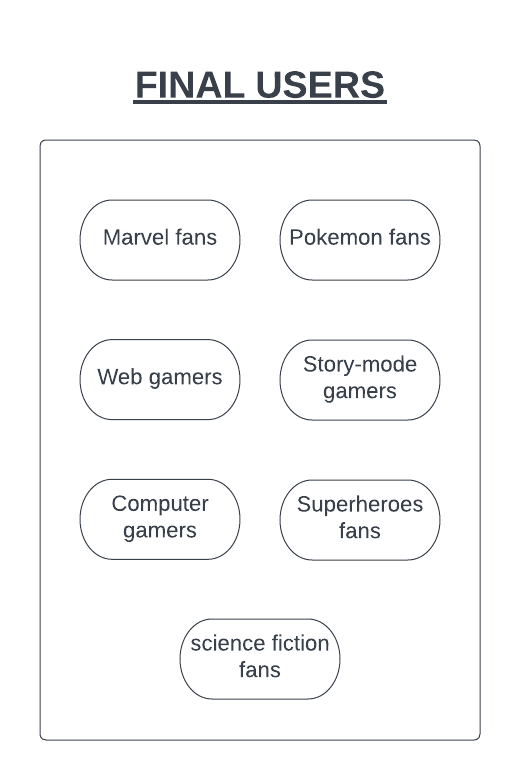 FINAL USERS
Marvel fans
Pokemon fans
Web gamers
Story-mode
gamers
Computer
gamers
Superheroes
fans
science fiction
fans